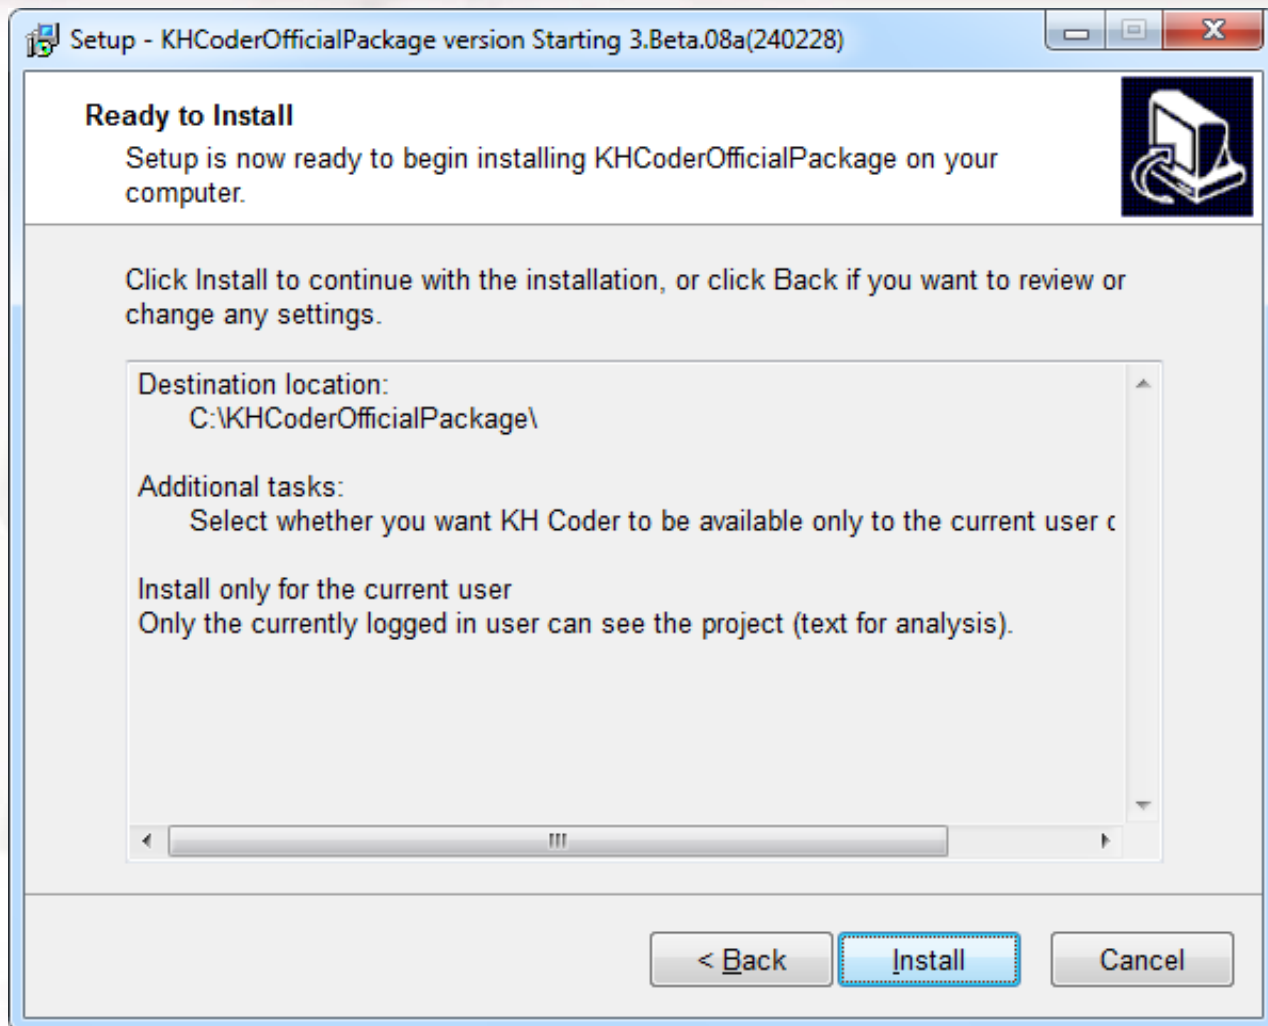 Setup - KHCoderOfficialPackage version Starting 3.Beta.08a(240228)
Ready to Install
Setup is now ready to begin installing KHCoderOfficialPackage on your
computer.
Click Install to continue with the installation, or click Back if you want to review or
change any settings.
Destination location:
C:\KHCoderOfficialPackage\
Additional tasks:
Select whether you want KH Coder to be available only to the current user
Install only for the current user
Only the currently logged in user can see the project (text for analysis).
< Back
Install
Cancel